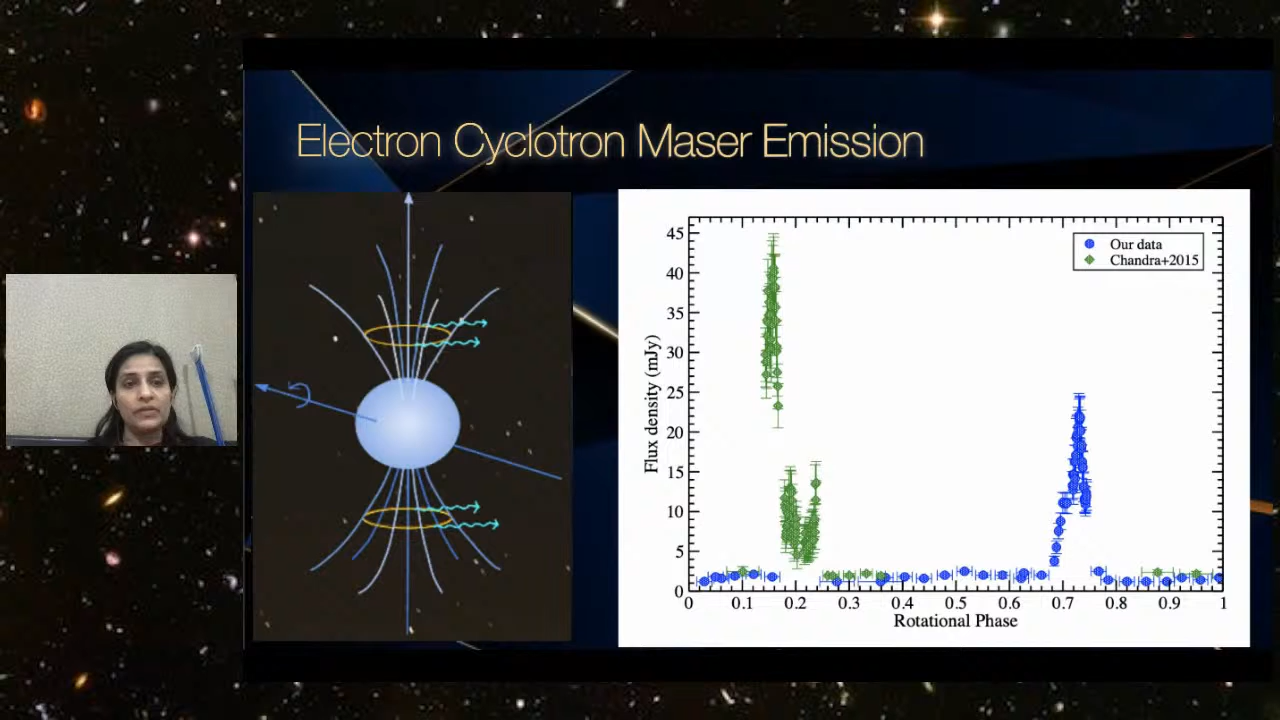 Electron Cyclotron Maser Emission
Our data
Chandra+2015
Flux density (mJy)
45
40
35
30
25
20
15
10
5
0
0 0.1 0.2 0.3 0.4 0.5 0.6 0.7 0.8 0.9 1
Rotational Phase